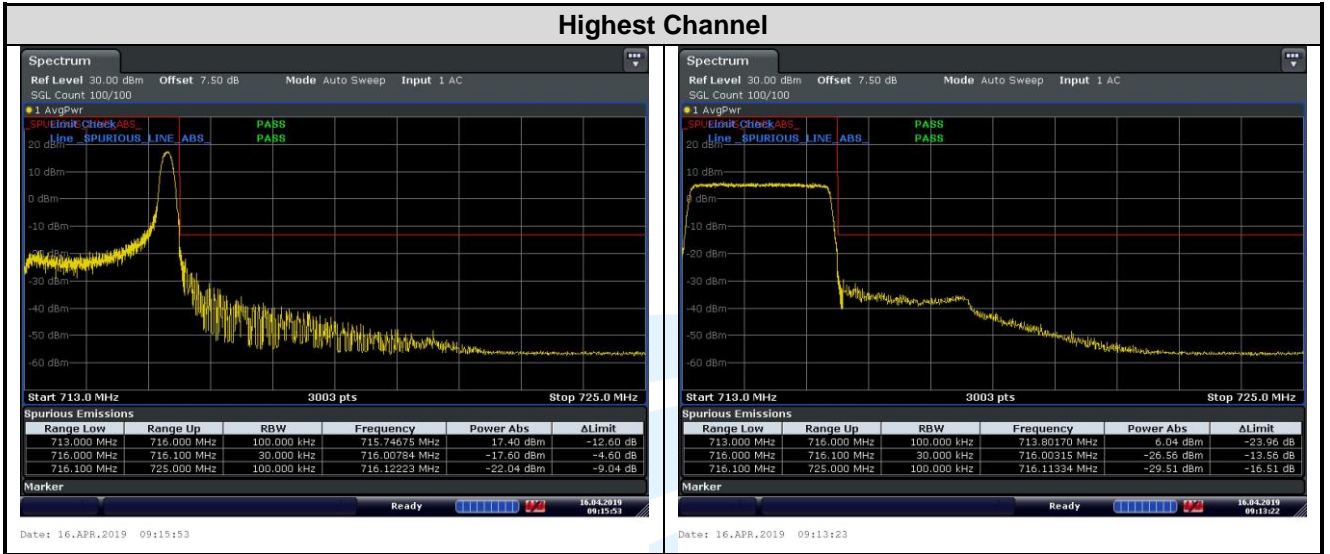 Highest Channel
Spectrum
Ref Level 30.00 dBm Offset 7.50 dB Mode Auto Sweep Input 1 AC
SGL Count 100/100
1 AvgPwr
Limit Check PASS
Line _SPURIOUS_LINE_ABS_ PASS
20 dBm
10 dBm
0 dBm
-10 dBm
-20 dBm
-30 dBm
-40 dBm
-50 dBm
-60 dBm
Start 713.0 MHz 3003 pts Stop 725.0 MHz
Spurious Emissions
Range Low Range Up RBW Frequency Power Abs ΔLimit
713.000 MHz 716.000 MHz 100.000 kHz 715.74675 MHz 17.40 dBm -12.60 dB
716.000 MHz 716.100 MHz 30.000 kHz 716.00784 MHz -17.60 dBm -4.60 dB
716.100 MHz 725.000 MHz 100.000 kHz 716.12223 MHz -22.04 dBm -9.04 dB
Marker
Ready 16.04.2019
09:15:53
Date: 16.APR.2019 09:15:53
Spectrum
Ref Level 30.00 dBm Offset 7.50 dB Mode Auto Sweep Input 1 AC
SGL Count 100/100
1 AvgPwr
Limit Check PASS
Line _SPURIOUS_LINE_ABS_ PASS
20 dBm
10 dBm
0 dBm
-10 dBm
-20 dBm
-30 dBm
-40 dBm
-50 dBm
-60 dBm
Start 713.0 MHz 3003 pts Stop 725.0 MHz
Spurious Emissions
Range Low Range Up RBW Frequency Power Abs ΔLimit
713.000 MHz 716.000 MHz 100.000 kHz 713.80170 MHz 6.04 dBm -23.96 dB
716.000 MHz 716.100 MHz 30.000 kHz 716.00315 MHz -26.56 dBm -13.56 dB
716.100 MHz 725.000 MHz 100.000 kHz 716.11334 MHz -29.51 dBm -16.51 dB
Marker
Ready 16.04.2019
09:13:22
Date: 16.APR.2019 09:13:23